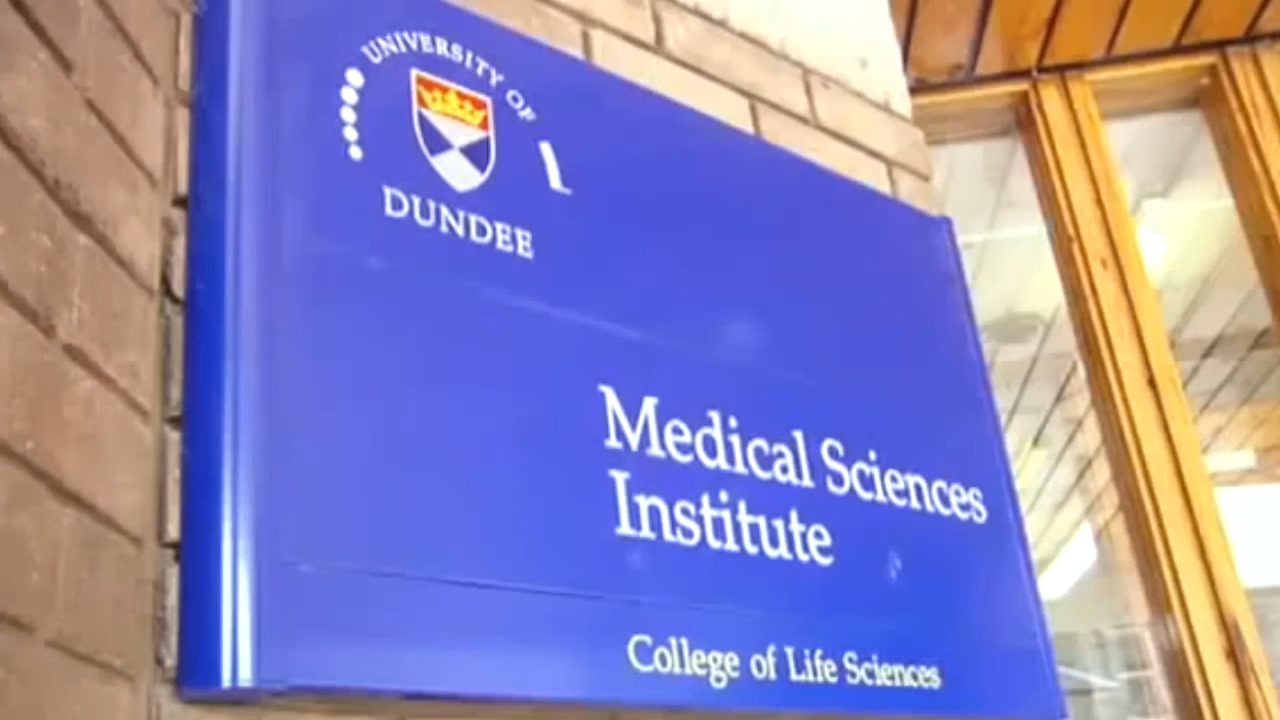 UNIVERSITY OF
DUNDEE
Medical Sciences
Institute
College of Life Sciences